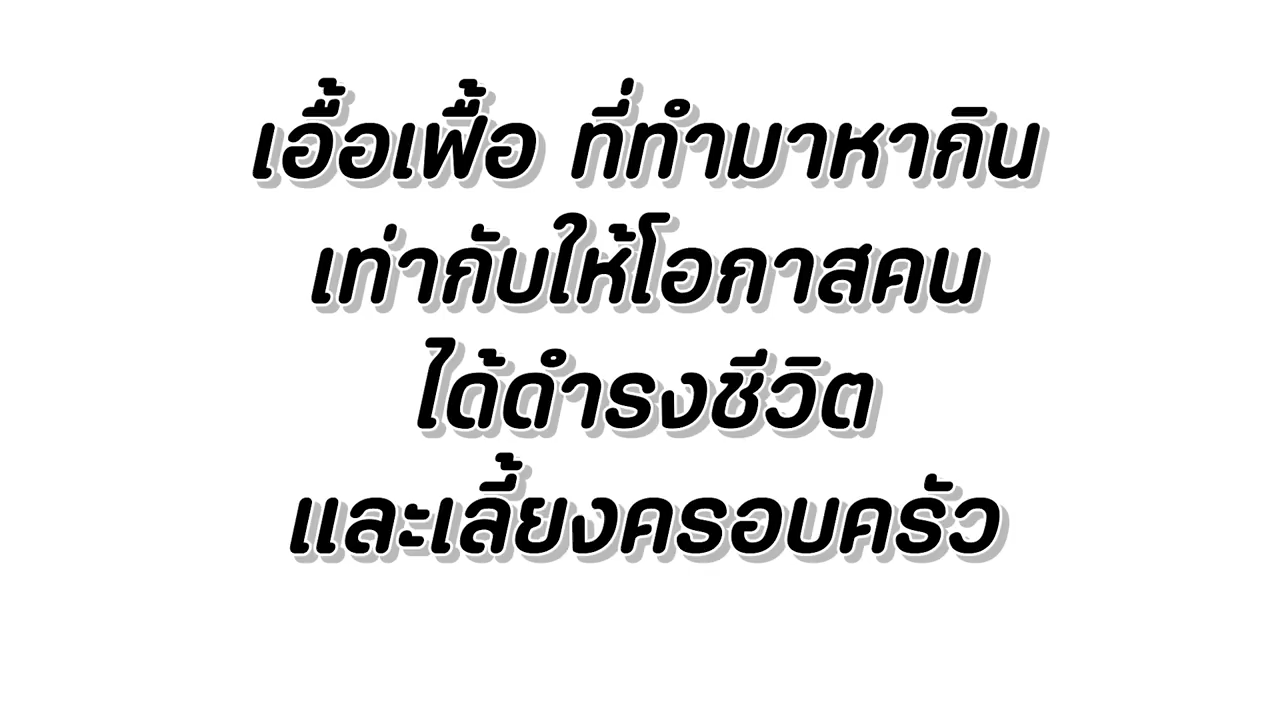 เอื้อเฟื้อ ที่ทำมาหากิน
เท่ากับให้โอกาสคน
ได้ดำรงชีวิต
และเลี้ยงครอบครัว